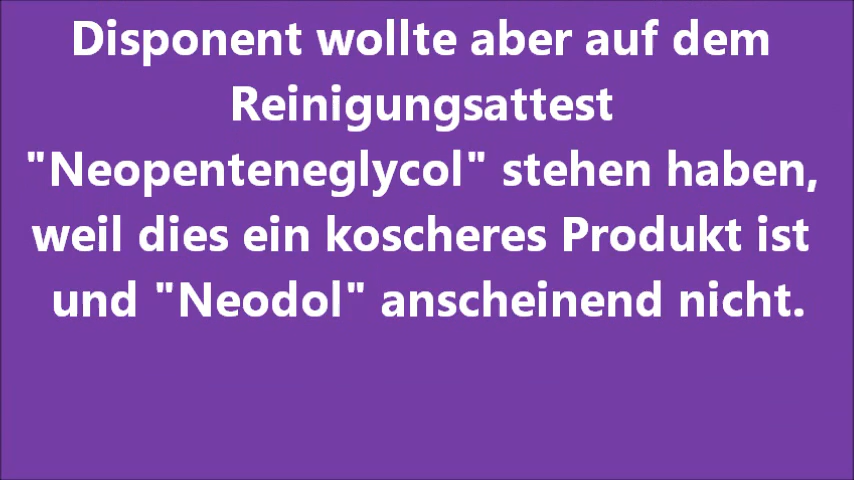 Disponent wollte aber auf dem
Reinigungsattest
"Neopenteneglycol" stehen haben,
weil dies ein koscheres Produkt ist
und "Neodol" anscheinend nicht.